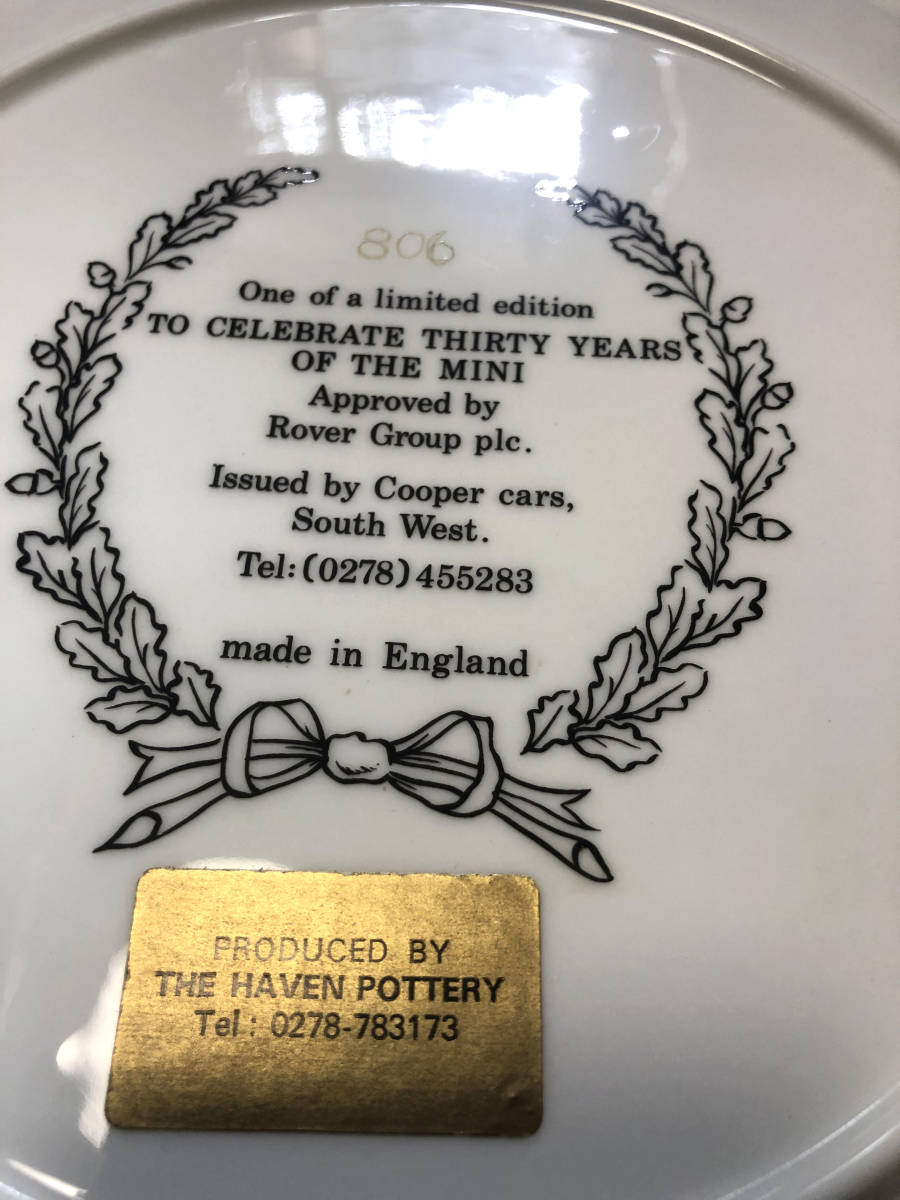 806
One of a limited edition
TO CELEBRATE THIRTY YEARS
OF THE MINI
Approved by
Rover Group plc.
Issued by Cooper cars,
South West.
Tel:(0278)455283
made in England
PRODUCED BY
THE HAVEN POTTERY
Tel: 0278-783173